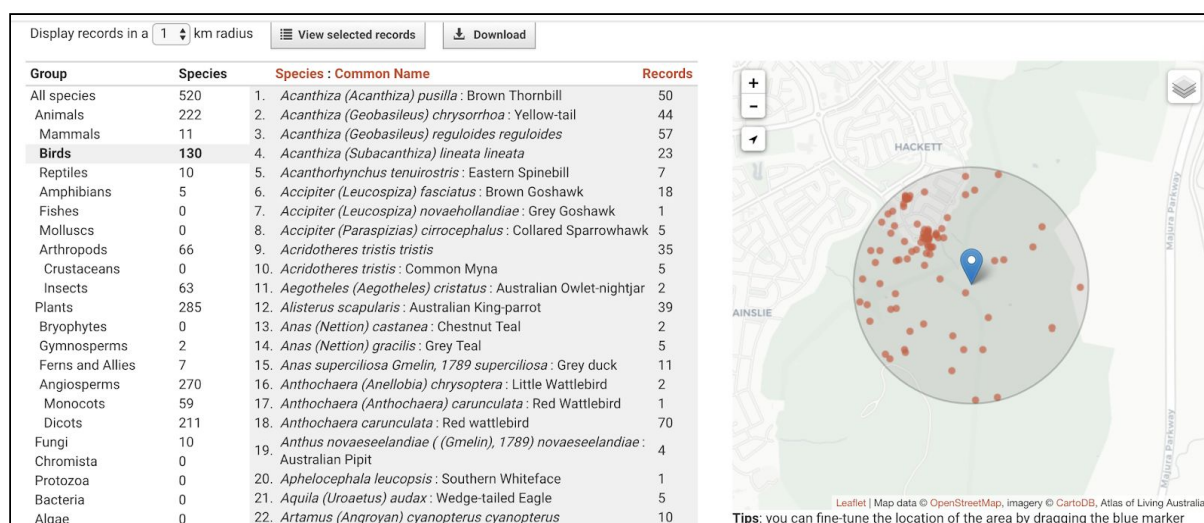 Display records in a 1 km radius View selected records Download
Group Species Species : Common Name Records
All species 520 1. Acanthiza (Acanthiza) pusilla : Brown Thornbill 50
Animals 222 2. Acanthiza (Geobasileus) chrysorrhoa : Yellow-tail 44
Mammals 11 3. Acanthiza (Geobasileus) reguloides reguloides 57
Birds 130 4. Acanthiza (Subacanthiza) lineata lineata 23
Reptiles 10 5. Acanthorhynchus tenuirostris : Eastern Spinebill 7
Amphibians 5 6. Accipiter (Leucospiza) fasciatus : Brown Goshawk 18
Fishes 0 7. Accipiter (Leucospiza) novaehollandiae : Grey Goshawk 1
Molluscs 0 8. Accipiter (Paraspizias) cirrocephalus : Collared Sparrowhawk 5
Arthropods 66 9. Acridotheres tristis tristis 35
Crustaceans 0 10. Acridotheres tristis : Common Myna 5
Insects 63 11. Aegotheles (Aegotheles) cristatus : Australian Owlet-nightjar 2
Plants 285 12. Alisterus scapularis : Australian King-parrot 39
Bryophytes 0 13. Anas (Nettion) castanea : Chestnut Teal 2
Gymnosperms 2 14. Anas (Nettion) gracilis : Grey Teal 5
Ferns and Allies 7 15. Anas superciliosa Gmelin, 1789 superciliosa : Grey duck 11
Angiosperms 270 16. Anthochaera (Anellobia) chrysoptera : Little Wattlebird 2
Monocots 59 17. Anthochaera (Anthochaera) carunculata : Red Wattlebird 1
Dicots 211 18. Anthochaera carunculata : Red wattlebird 70
Fungi 10 19. Anthus novaeseelandiae ( (Gmelin), 1789) novaeseelandiae : 4
Chromista 0 Australian Pipit
Protozoa 0 20. Aphelocephala leucopsis : Southern Whiteface 1
Bacteria 0 21. Aquila (Uroaetus) audax : Wedge-tailed Eagle 5
Algae 0 22. Artamus (Angroyan) cyanopterus cyanopterus 10
+
−
HACKETT
Majura Parkway
AINSLIE
Majura Parkway
Leaflet | Map data © OpenStreetMap, imagery © CartoDB, Atlas of Living Australia
Tips: you can fine-tune the location of the area by dragging the blue marker